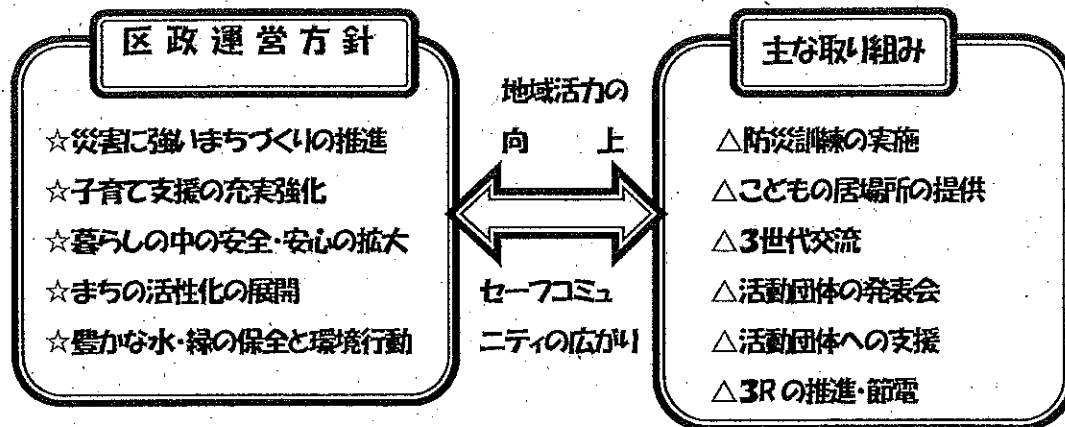 区政運営方針
☆災害に強いまちづくりの推進
☆子育て支援の充実強化
☆暮らしの中の安全・安心の拡大
☆まちの活性化の展開
☆豊かな水・緑の保全と環境行動
地域活力の
向 上
セーフコミュ
ニティの広がり
主な取り組み
△防災訓練の実施
△こどもの居場所の提供
△3世代交流
△活動団体の発表会
△活動団体への支援
△3Rの推進・節電